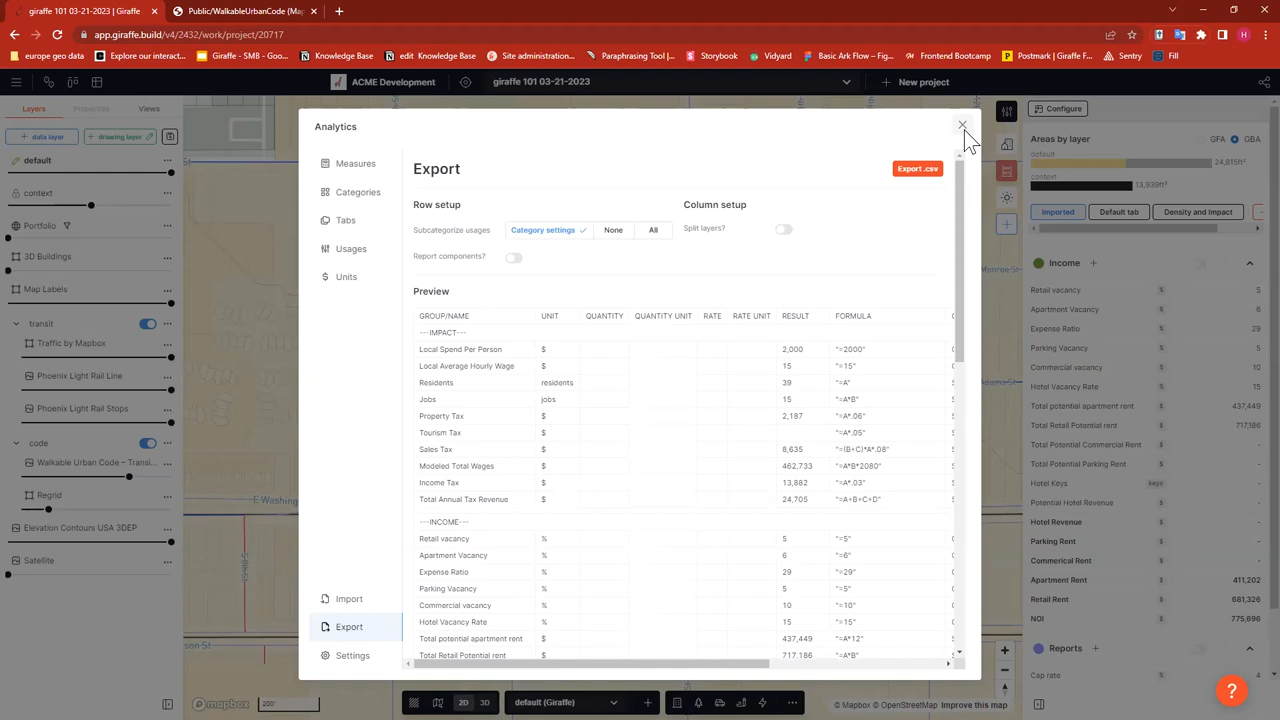 giraffe 101 03-21-2023 | Giraffe
Public/WalkableUrbanCode (Map
app.giraffe.build/v4/2432/work/project/20717
europe geo data
Giraffe - SMB - Goo...
Knowledge Base
edit Knowledge Base
Site administration...
Paraphrasing Tool |...
Storybook
Vidyard
Basic Ark Flow – Fig...
Frontend Bootcamp
Postmark | Giraffe F...
Sentry
Fill
ACME Development
giraffe 101 03-21-2023
New project
Layers
Properties
Views
+ data layer
+ drawing layer
default
context
Portfolio
3D Buildings
Map Labels
transit
Traffic by Mapbox
Phoenix Light Rail Line
Phoenix Light Rail Stops
code
Walkable Urban Code – Transi...
Regrid
Elevation Contours USA 3DEP
Satellite
Analytics
Measures
Categories
Tabs
Usages
Units
Import
Export
Settings
Export
Export .csv
Row setup
Column setup
Subcategorize usages
Category settings
None
All
Split layers?
Report components?
Preview
GROUP/NAME UNIT QUANTITY QUANTITY UNIT RATE RATE UNIT RESULT FORMULA
---IMPACT---
Local Spend Per Person $ 2,000 "=2000"
Local Average Hourly Wage $ 15 "=15"
Residents residents 39 "=A"
Jobs jobs 15 "=A*B"
Property Tax $ 2,187 "=A*.06"
Tourism Tax $ "=A*.05"
Sales Tax $ 8,635 "=(B+C)*A*.08"
Modeled Total Wages $ 462,733 "=A*B*2080"
Income Tax $ 13,882 "=A*.03"
Total Annual Tax Revenue $ 24,705 "=A+B+C+D"
---INCOME---
Retail vacancy % 5 "=5"
Apartment Vacancy % 6 "=6"
Expense Ratio % 29 "=29"
Parking Vacancy % 5 "=5"
Commercial vacancy % 10 "=10"
Hotel Vacancy Rate % 15 "=15"
Total potential apartment rent $ 437,449 "=A*12"
Total Retail Potential rent $ 717,186 "=A*B"
Configure
Areas by layer
GFA
GBA
default
24,815ft²
context
13,939ft²
Imported
Default tab
Density and Impact
Income +
Retail vacancy 5
Apartment Vacancy 6
Expense Ratio 29
Parking Vacancy 5
Commercial vacancy 10
Hotel Vacancy Rate 15
Total potential apartment rent $ 437,449
Total Retail Potential rent $ 717,186
Total Potential Commercial Rent $
Total Potential Parking Rent $
Hotel Keys keys
Potential Hotel Revenue $
Hotel Revenue $
Parking Rent $
Commerical Rent $
Apartment Rent $ 411,202
Retail Rent $ 681,326
NOI $ 775,696
Reports +
Cap rate 4
E Washing
Monroe St
Adams St
son St
mapbox
200'
2D
3D
default (Giraffe)
© Mapbox © OpenStreetMap Improve this map
H
?